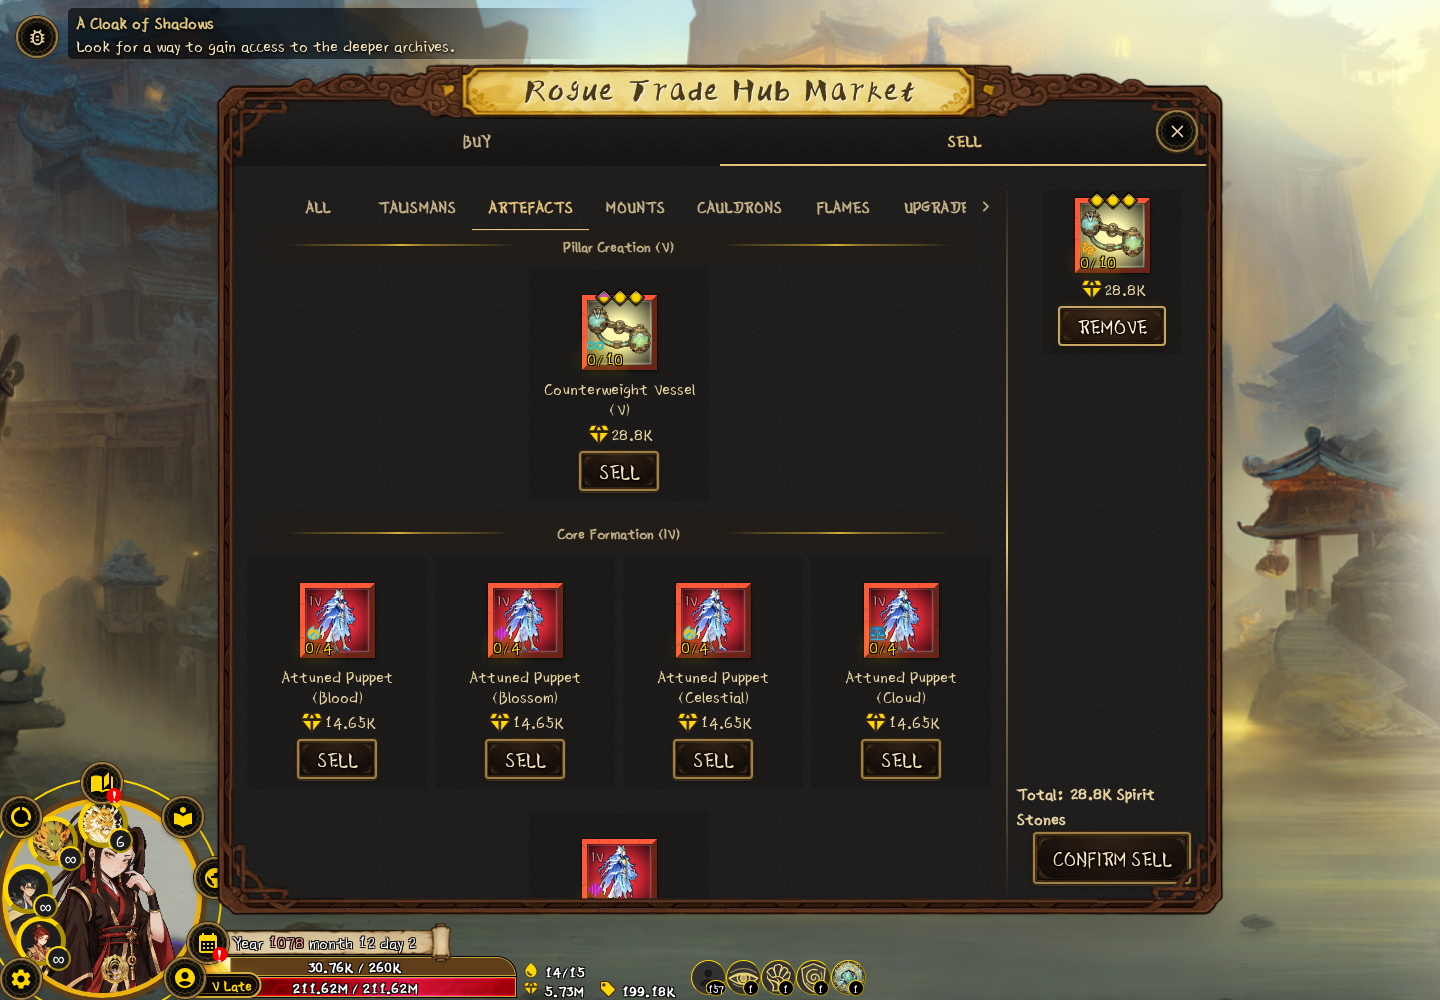 A Cloak of Shadows
Look for a way to gain access to the deeper archives.
Rogue Trade Hub Market
BUY
SELL
ALL
TALISMANS
ARTEFACTS
MOUNTS
CAULDRONS
FLAMES
UPGRADE
Pillar Creation (V)
0/10
Counterweight Vessel
(V)
28.8K
SELL
Core Formation (IV)
IV
0/4
Attuned Puppet
(Blood)
14.65K
SELL
IV
0/4
Attuned Puppet
(Blossom)
14.65K
SELL
IV
0/4
Attuned Puppet
(Celestial)
14.65K
SELL
IV
0/4
Attuned Puppet
(Cloud)
14.65K
SELL
IV
0/10
28.8K
REMOVE
Total: 28.8K Spirit
Stones
CONFIRM SELL
6
∞
∞
∞
Year 1078 month 12 day 2
30.76K / 260K
211.62M / 211.62M
V Late
14/15
5.73M
199.18K
157
1
1
1
1